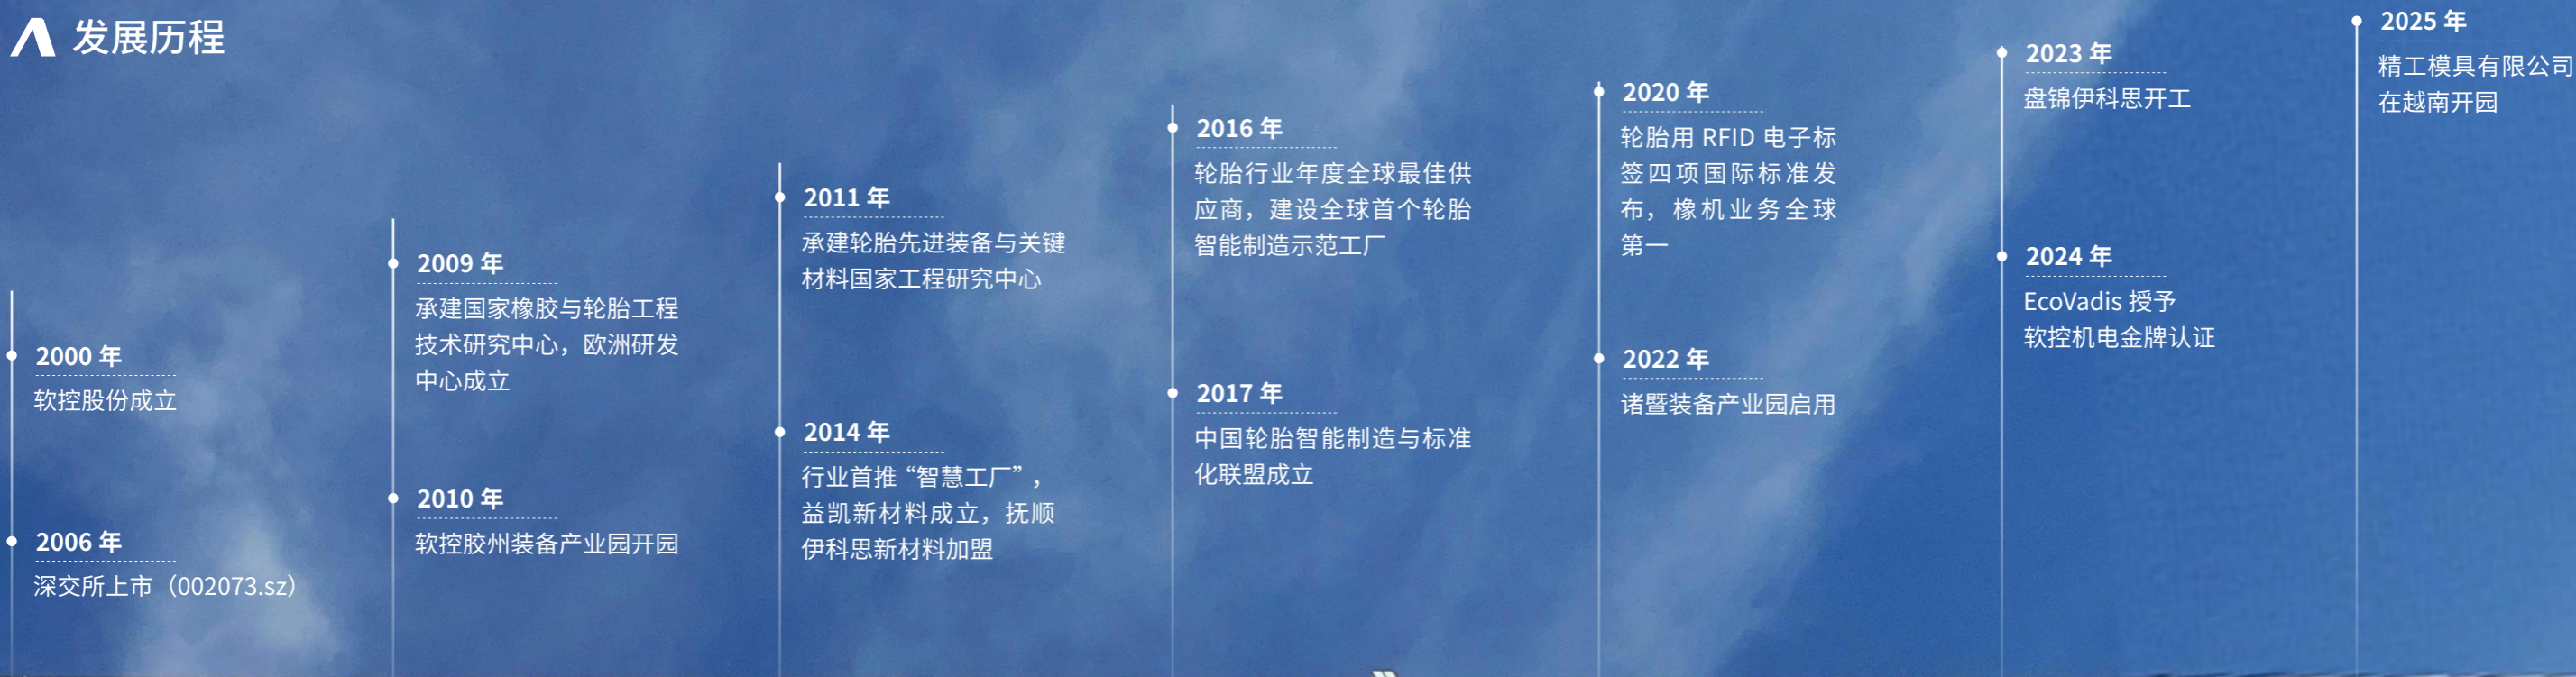 发展历程
2000 年
软控股份成立
2006 年
深交所上市（002073.sz）
2009 年
承建国家橡胶与轮胎工程
技术研究中心，欧洲研发
中心成立
2010 年
软控胶州装备产业园开园
2011 年
承建轮胎先进装备与关键
材料国家工程研究中心
2014 年
行业首推“智慧工厂”，
益凯新材料成立，抚顺
伊科思新材料加盟
2016 年
轮胎行业年度全球最佳供
应商，建设全球首个轮胎
智能制造示范工厂
2017 年
中国轮胎智能制造与标准
化联盟成立
2020 年
轮胎用 RFID 电子标
签四项国际标准发
布，橡机业务全球
第一
2022 年
诸暨装备产业园启用
2023 年
盘锦伊科思开工
2024 年
EcoVadis 授予
软控机电金牌认证
2025 年
精工模具有限公司
在越南开园